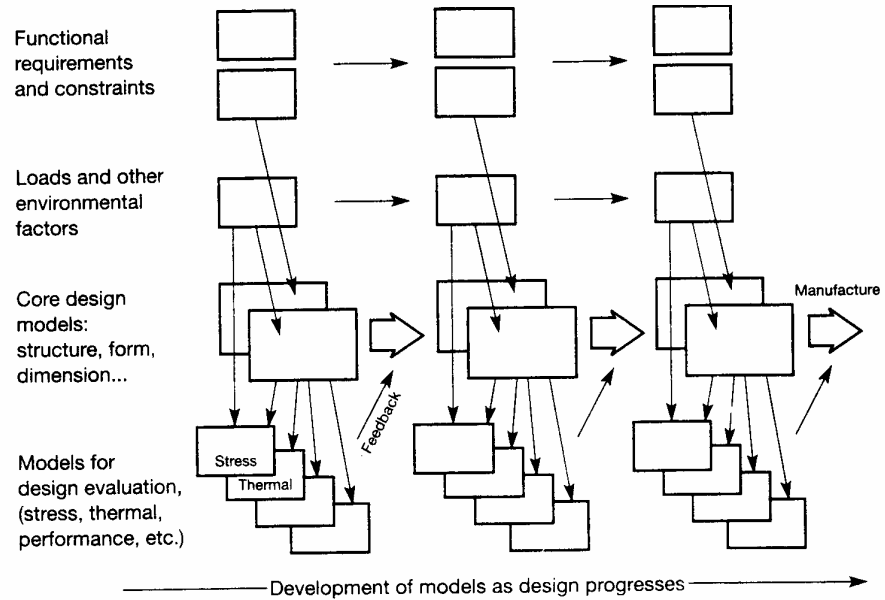 Functional
requirements
and constraints
Loads and other
environmental
factors
Core design
models:
structure, form,
dimension...
Manufacture
Feedback
Stress
Thermal
Models for
design evaluation,
(stress, thermal,
performance, etc.)
Development of models as design progresses